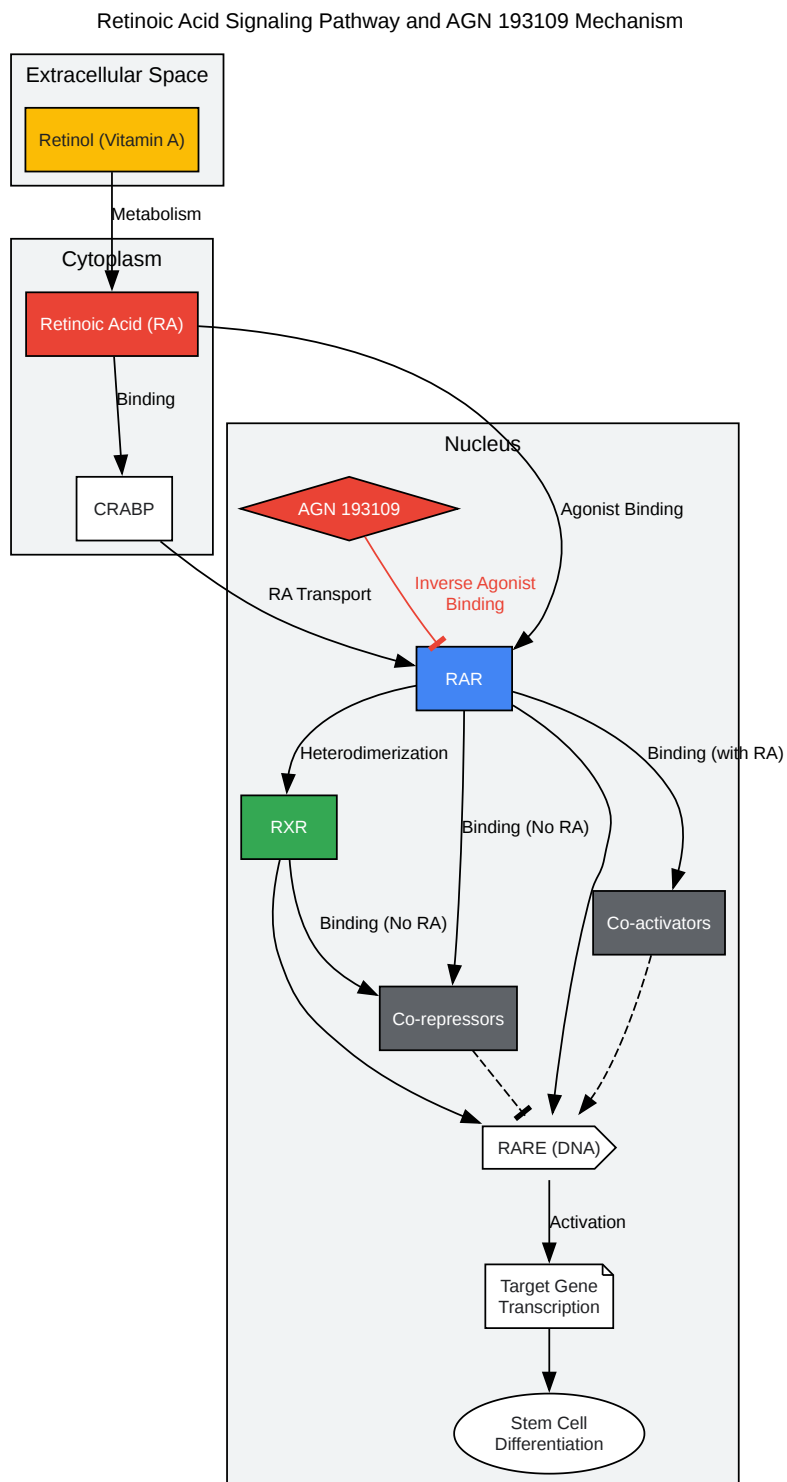 Retinoic Acid Signaling Pathway and AGN 193109 Mechanism
Extracellular Space
Retinol (Vitamin A)
Metabolism
Cytoplasm
Retinoic Acid (RA)
Binding
CRABP
Nucleus
AGN 193109
Agonist Binding
Inverse Agonist
Binding
RA Transport
RAR
Heterodimerization
Binding (with RA)
RXR
Binding (No RA)
Binding (No RA)
Co-activators
Co-repressors
RARE (DNA)
Activation
Target Gene
Transcription
Stem Cell
Differentiation